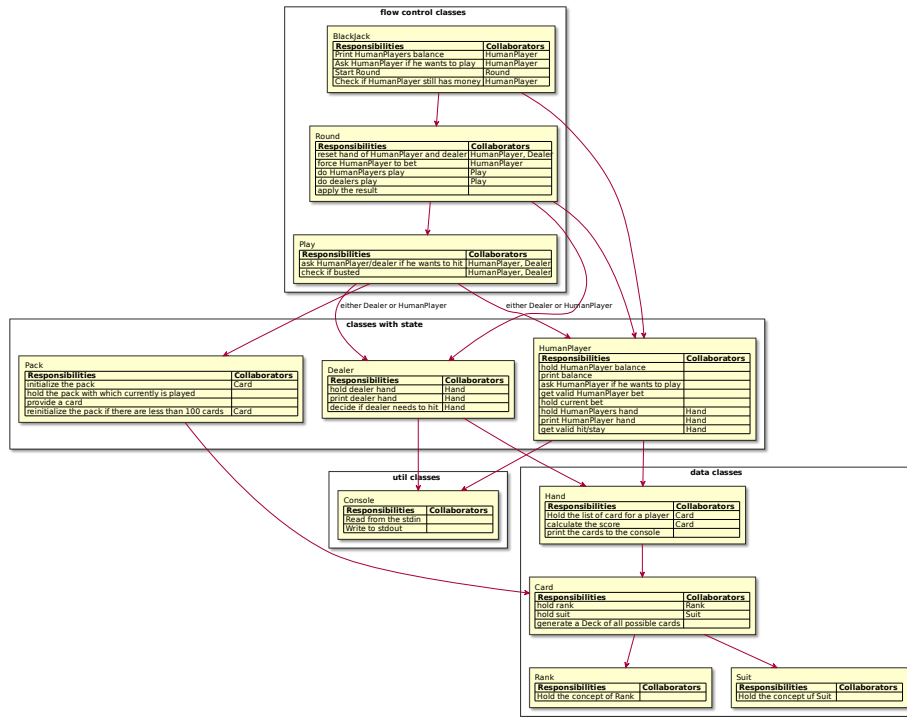 flow control classes
BlackJack
Responsibilities Collaborators
Print HumanPlayers balance HumanPlayer
Ask HumanPlayer if he wants to play HumanPlayer
Start Round Round
Check if HumanPlayer still has money HumanPlayer
Round
Responsibilities Collaborators
reset hand of HumanPlayer and dealer HumanPlayer, Dealer
force HumanPlayer to bet HumanPlayer
do HumanPlayers play Play
do dealers play Play
apply the result
Play
Responsibilities Collaborators
ask HumanPlayer/dealer if he wants to hit HumanPlayer, Dealer
check if busted HumanPlayer, Dealer
either Dealer or HumanPlayer either Dealer or HumanPlayer
classes with state
Pack
Responsibilities Collaborators
initialize the pack Card
hold the pack with which currently is played
provide a card
reinitialize the pack if there are less than 100 cards Card
Dealer
Responsibilities Collaborators
hold dealer hand Hand
print dealer hand Hand
decide if dealer needs to hit Hand
HumanPlayer
Responsibilities Collaborators
hold HumanPlayer balance
print balance
ask HumanPlayer if he wants to play
get valid HumanPlayer bet
hold current bet
hold HumanPlayers hand Hand
print HumanPlayer hand Hand
get valid hit/stay Hand
util classes
Console
Responsibilities Collaborators
Read from the stdin
Write to stdout
data classes
Hand
Responsibilities Collaborators
Hold the list of card for a player Card
calculate the score Card
print the cards to the console
Card
Responsibilities Collaborators
hold rank Rank
hold suit Suit
generate a Deck of all possible cards
Rank
Responsibilities Collaborators
Hold the concept of Rank
Suit
Responsibilities Collaborators
Hold the concept uf Suit